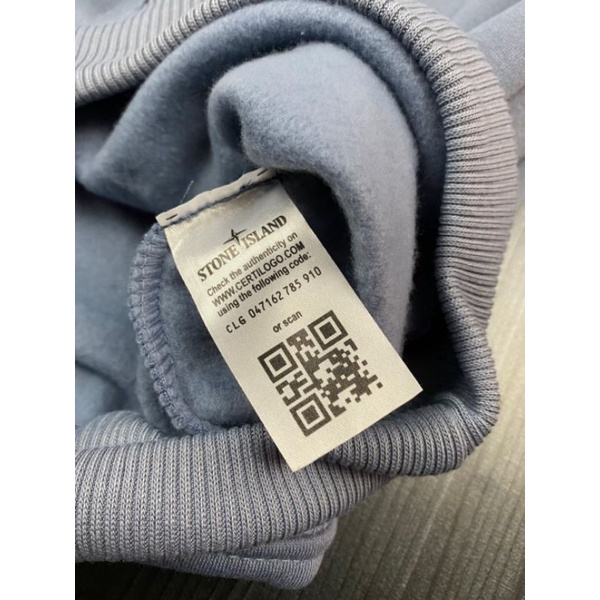 STONE ISLAND
Check the authenticity on
WWW.CERTILOGO.COM
using the following code:
CLG 047162 785 910
or scan